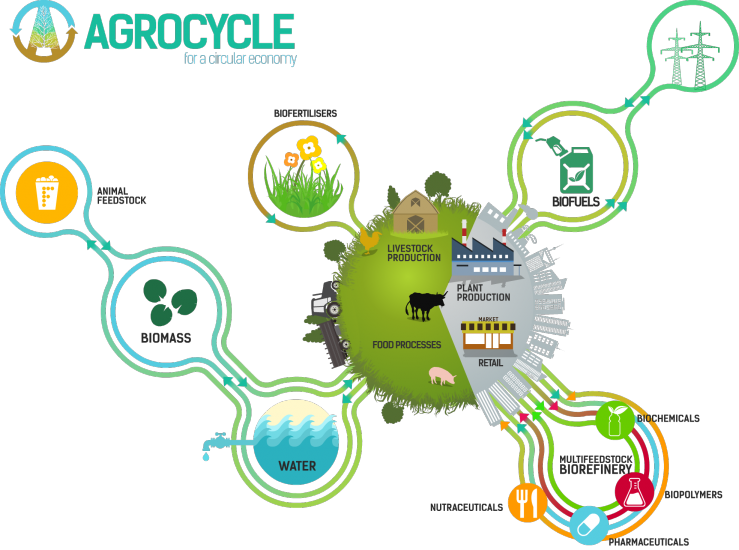 AGROCYCLE
for a circular economy
BIOFERTILISERS
BIOFUELS
ANIMAL
FEEDSTOCK
LIVESTOCK
PRODUCTION
PLANT
PRODUCTION
BIOMASS
MARKET
FOOD PROCESSES
RETAIL
BIOCHEMICALS
MULTIFEEDSTOCK
BIOREFINERY
WATER
BIOPOLYMERS
NUTRACEUTICALS
PHARMACEUTICALS